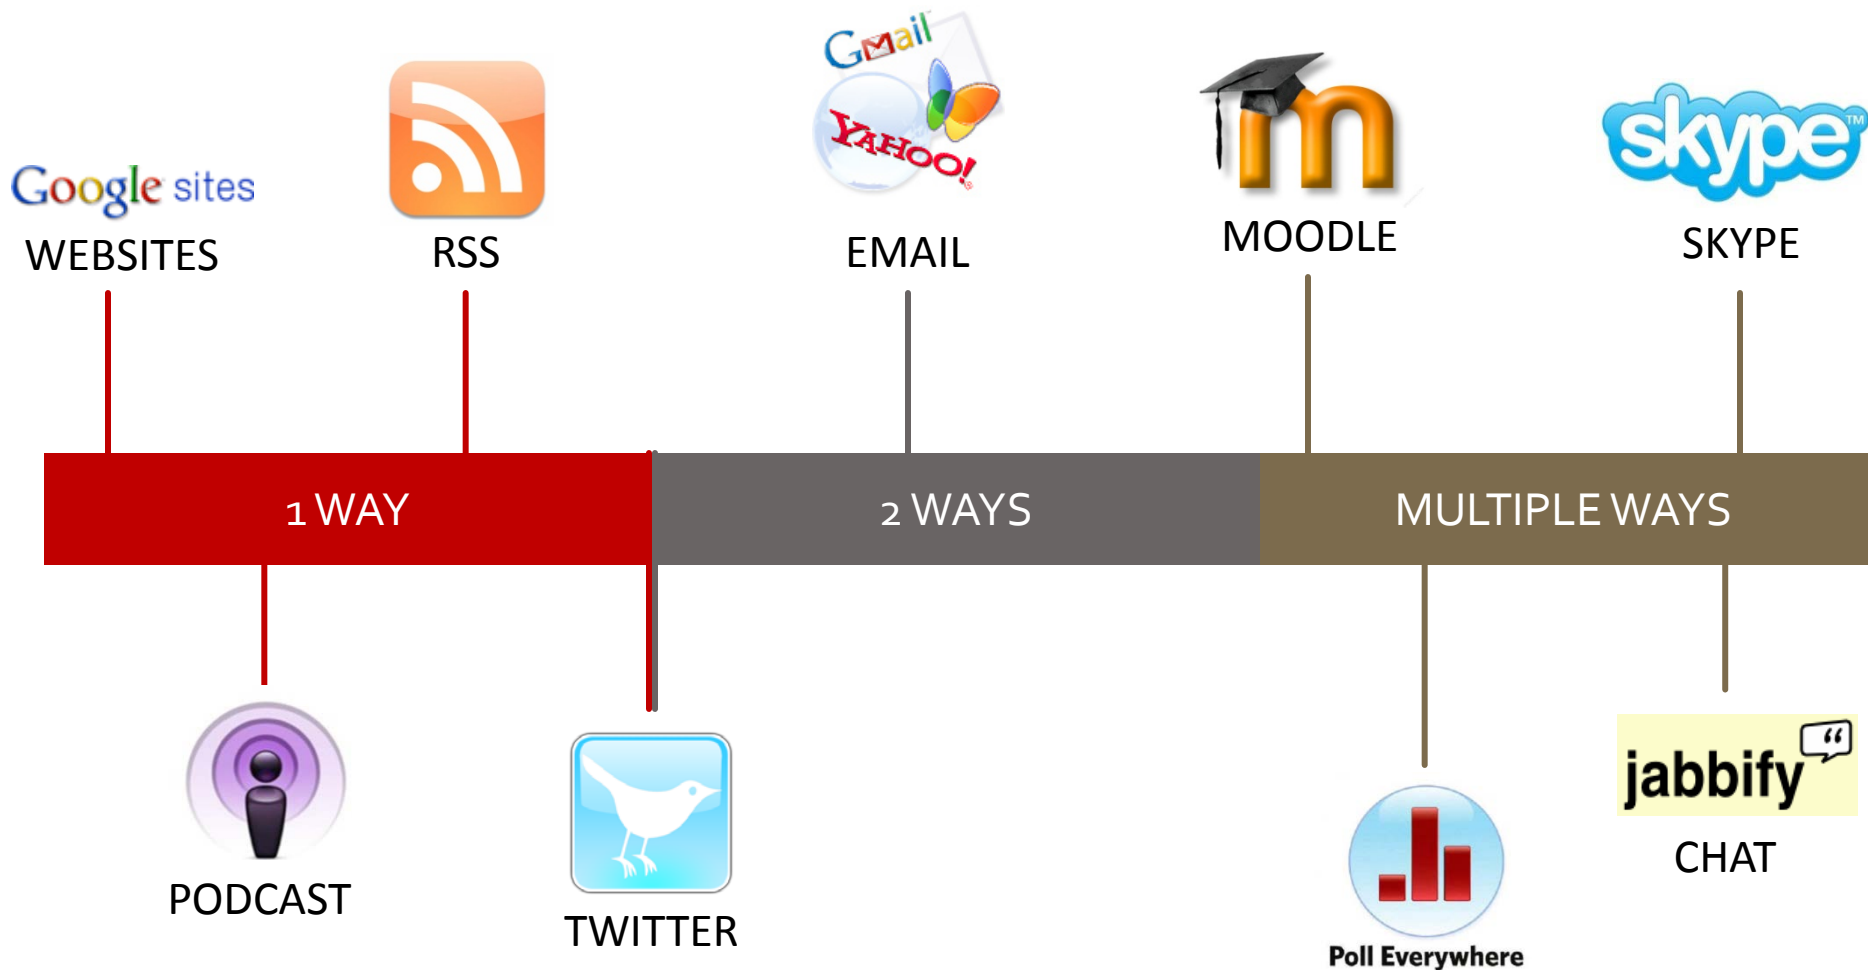 GMail
YAHOO!
Google sites
skype™
WEBSITES
RSS
EMAIL
MOODLE
SKYPE
1 WAY
2 WAYS
MULTIPLE WAYS
jabbify
PODCAST
TWITTER
CHAT
Poll Everywhere